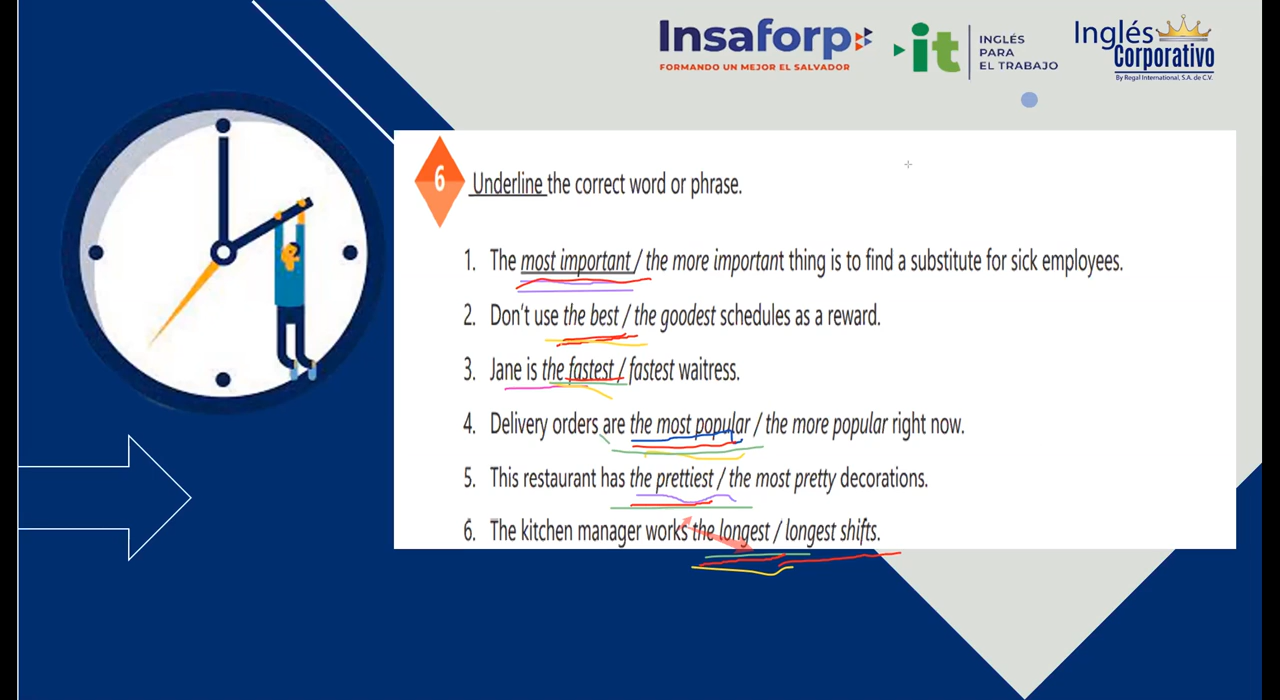 Insaforp
FORMANDO UN MEJOR EL SALVADOR
it
INGLÉS
PARA
EL TRABAJO
Inglés
Corporativo
By Regal International, S.A. de C.V.
6
Underline the correct word or phrase.
1. The most important / the more important thing is to find a substitute for sick employees.
2. Don't use the best / the goodest schedules as a reward.
3. Jane is the fastest / fastest waitress.
4. Delivery orders are the most popular / the more popular right now.
5. This restaurant has the prettiest / the most pretty decorations.
6. The kitchen manager works the longest / longest shifts.